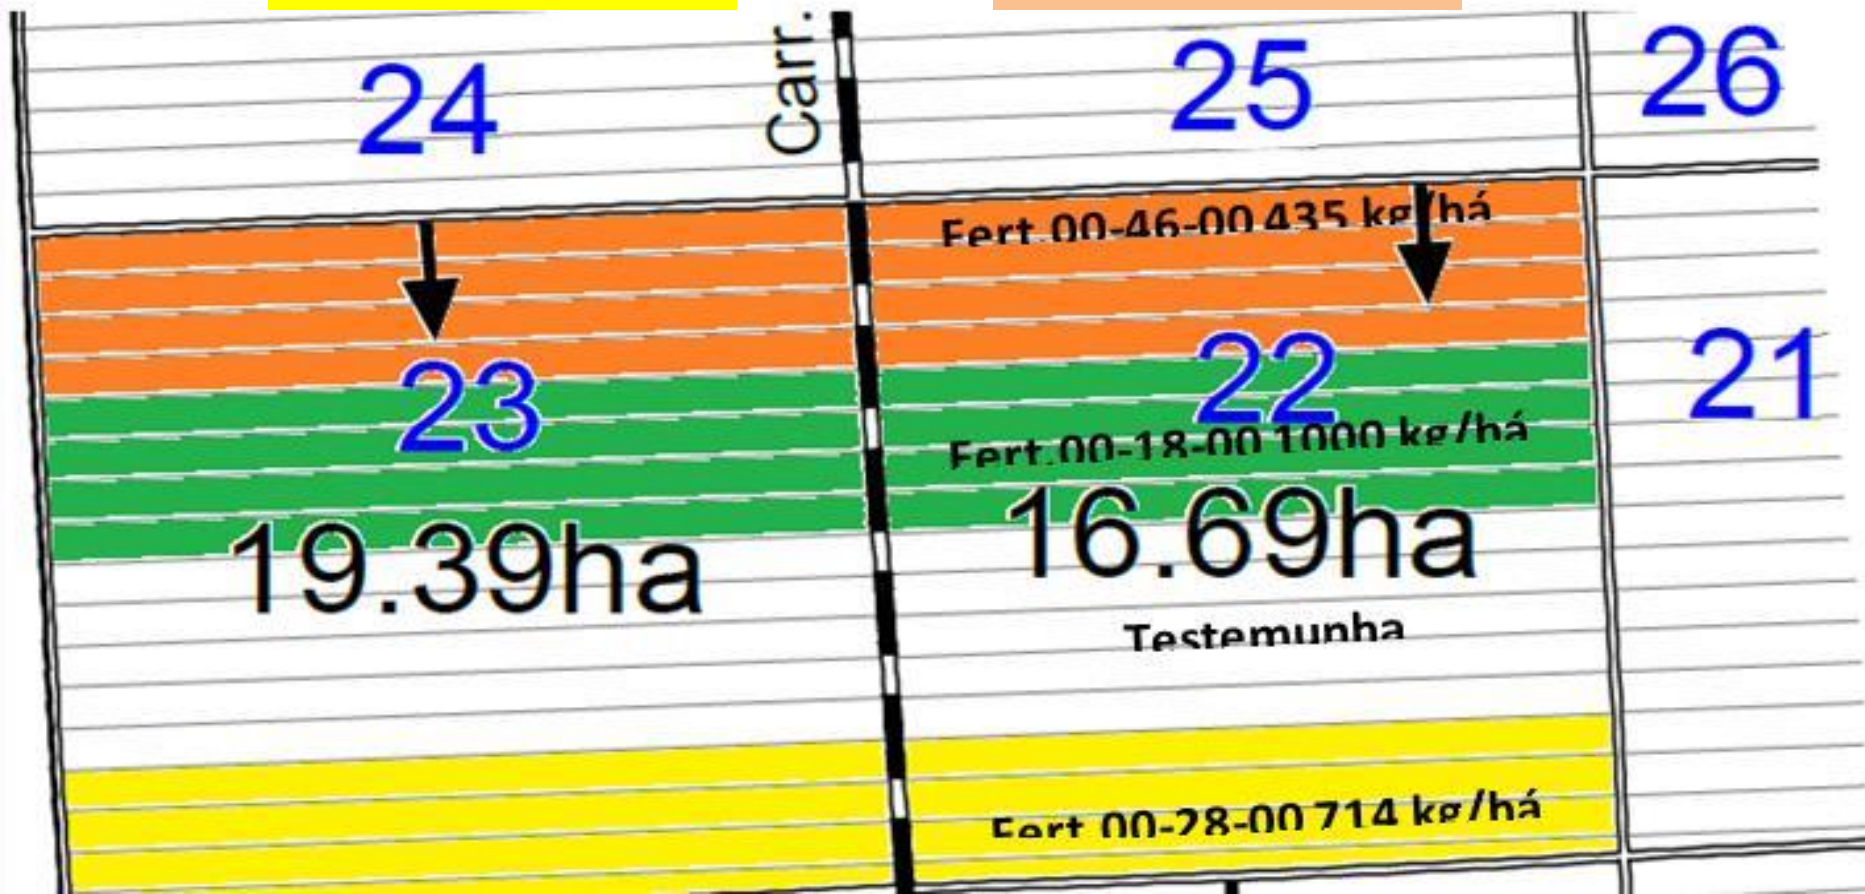 24
Carr.
25
26
Fert.00-46-00 435 kg/há
23
22
21
Fert.00-18-00 1000 kg/há
19.39ha
16.69ha
Testemunha
Fert 00-28-00 714 kg/há